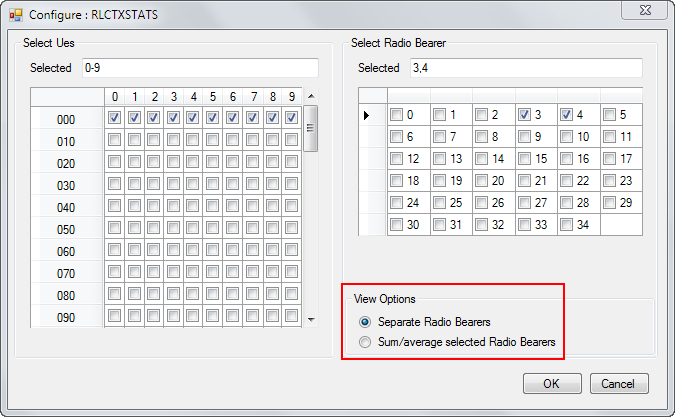 Configure : RLCTXSTATS
Select Ues
Selected 0-9
0 1 2 3 4 5 6 7 8 9
000
010
020
030
040
050
060
070
080
090
Select Radio Bearer
Selected 3,4
0 1 2 3 4 5
6 7 8 9 10 11
12 13 14 15 16 17
18 19 20 21 22 23
24 25 26 27 28 29
30 31 32 33 34
View Options
Separate Radio Bearers
Sum/average selected Radio Bearers
OK Cancel